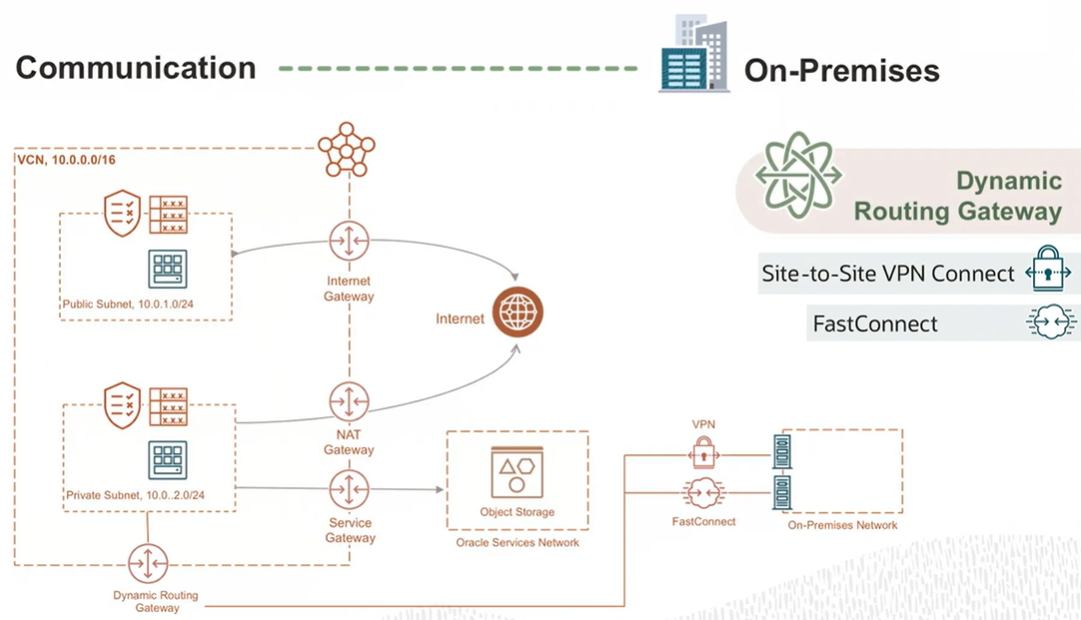 Communication
On-Premises
VCN, 10.0.0.0/16
Dynamic
Routing Gateway
x.x.x
x.x.x
x.x.x
Site-to-Site VPN Connect
Internet
Gateway
Public Subnet, 10.0.1.0/24
Internet
FastConnect
x.x.x
x.x.x
x.x.x
NAT
Gateway
VPN
Private Subnet, 10.0..2.0/24
Object Storage
Service
Gateway
FastConnect
On-Premises Network
Oracle Services Network
Dynamic Routing
Gateway